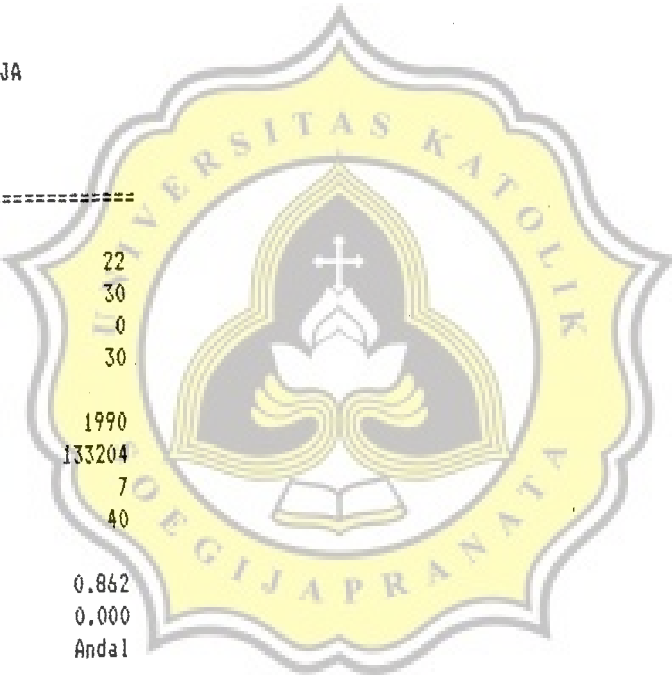 JA
============
22
30
0
30
1990
133204
7
40
0.862
0.000
Andal
UNIVERSITAS KATOLIK
SOEGIJAPRANATA